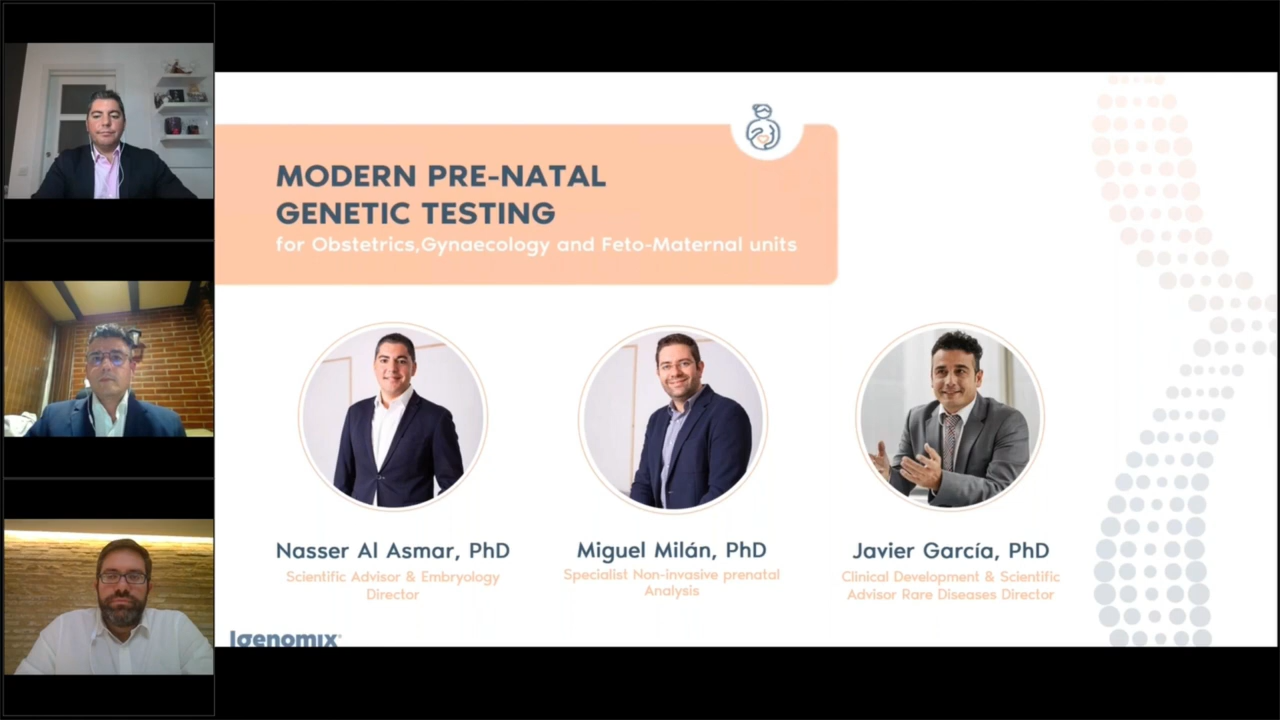 MODERN PRE-NATAL
GENETIC TESTING
for Obstetrics,Gynaecology and Feto-Maternal units
Nasser Al Asmar, PhD
Scientific Advisor & Embryology
Director
Miguel Milán, PhD
Specialist Non-invasive prenatal
Analysis
Javier García, PhD
Clinical Development & Scientific
Advisor Rare Diseases Director
Igenomix